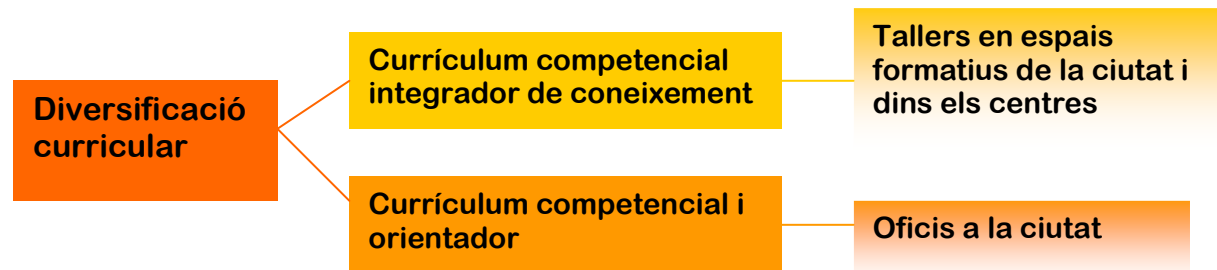 Diversificació
curricular
Currículum competencial
integrador de coneixement
Tallers en espais
formatius de la ciutat i
dins els centres
Currículum competencial i
orientador
Oficis a la ciutat